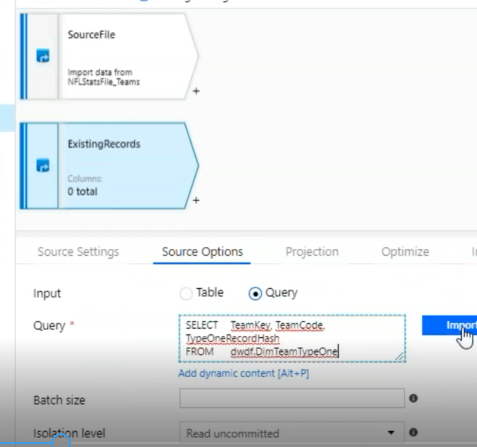 SourceFile
Import data from
NFLStatsFile_Teams
+
ExistingRecords
Columns:
0 total
+
Source Settings Source Options Projection Optimize
Input Table Query
Query * SELECT TeamKey, TeamCode,
TypeOneRecordHash
FROM dwdf.DimTeamTypeOne
Import
Add dynamic content [Alt+P]
Batch size
Isolation level Read uncommitted